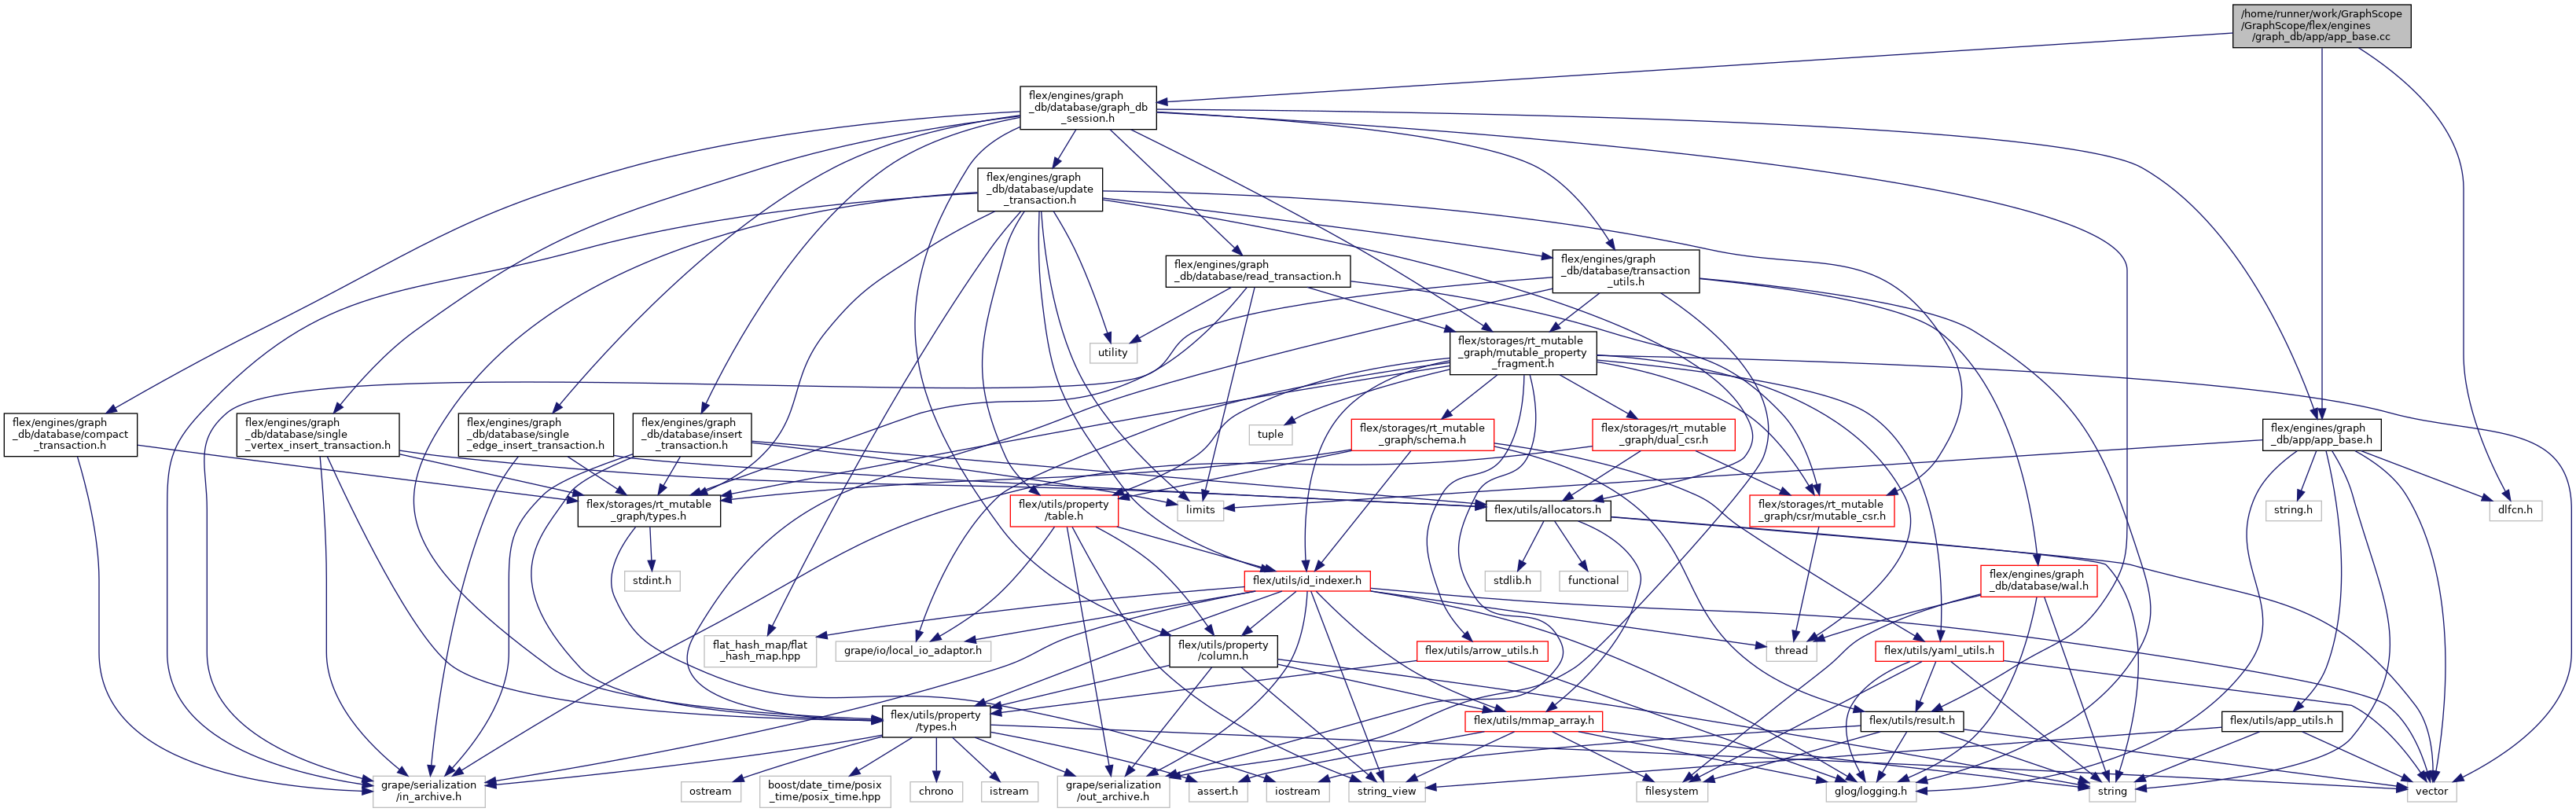 /home/runner/work/GraphScope
/GraphScope/flex/engines
/graph_db/app/app_base.cc
flex/engines/graph
_db/database/graph_db
_session.h
flex/engines/graph
_db/database/update
_transaction.h
flex/engines/graph
_db/database/read_transaction.h
flex/engines/graph
_db/database/transaction
_utils.h
utility
flex/storages/rt_mutable
_graph/mutable_property
_fragment.h
flex/engines/graph
_db/database/compact
_transaction.h
flex/engines/graph
_db/database/single
_vertex_insert_transaction.h
flex/engines/graph
_db/database/single
_edge_insert_transaction.h
flex/engines/graph
_db/database/insert
_transaction.h
tuple
flex/storages/rt_mutable
_graph/schema.h
flex/storages/rt_mutable
_graph/dual_csr.h
flex/engines/graph
_db/app/app_base.h
flex/storages/rt_mutable
_graph/types.h
flex/utils/property
/table.h
limits
flex/utils/allocators.h
flex/storages/rt_mutable
_graph/csr/mutable_csr.h
string.h
dlfcn.h
stdint.h
flex/utils/id_indexer.h
stdlib.h
functional
flex/engines/graph
_db/database/wal.h
flat_hash_map/flat
_hash_map.hpp
grape/io/local_io_adaptor.h
flex/utils/property
/column.h
flex/utils/arrow_utils.h
thread
flex/utils/yaml_utils.h
flex/utils/property
/types.h
flex/utils/mmap_array.h
flex/utils/result.h
flex/utils/app_utils.h
grape/serialization
/in_archive.h
ostream
boost/date_time/posix
_time/posix_time.hpp
chrono
istream
grape/serialization
/out_archive.h
assert.h
iostream
string_view
filesystem
glog/logging.h
string
vector